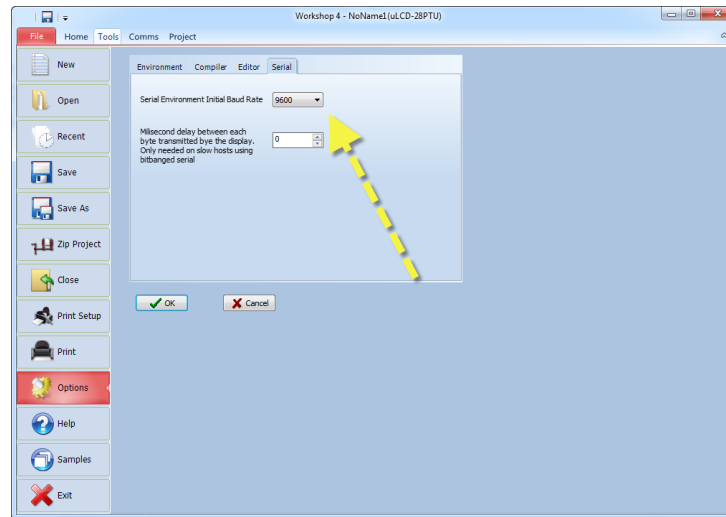 Workshop 4 - NoName1 (uLCD-28PTU)
File Home Tools Comms Project
New
Open
Recent
Save
Save As
Zip Project
Close
Print Setup
Print
Options
Help
Samples
Exit
Environment Compiler Editor Serial
Serial Environment Initial Baud Rate 9600
Milisecond delay between each
byte transmitted bye the display.
Only needed on slow hosts using
bitbanged serial
0
OK Cancel